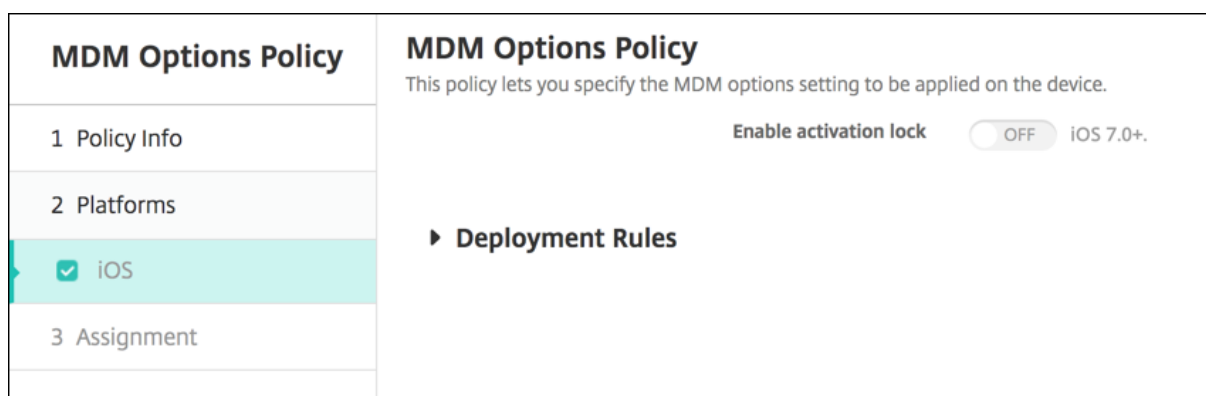 MDM Options Policy
1 Policy Info
2 Platforms
iOS
3 Assignment
MDM Options Policy
This policy lets you specify the MDM options setting to be applied on the device.
Enable activation lock OFF iOS 7.0+.
Deployment Rules